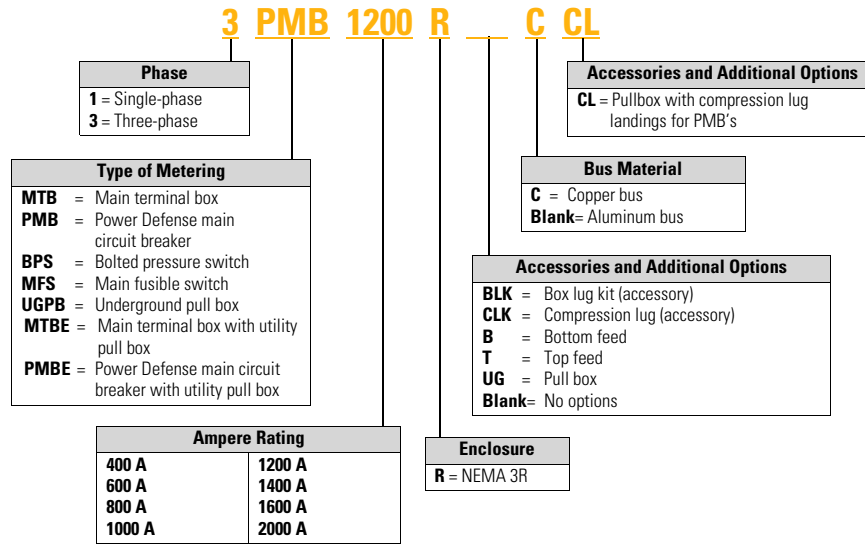 3 PMB 1200 R __ C CL
Phase
1 = Single-phase
3 = Three-phase
Accessories and Additional Options
CL = Pullbox with compression lug
landings for PMB's
Type of Metering
MTB = Main terminal box
PMB = Power Defense main
circuit breaker
BPS = Bolted pressure switch
MFS = Main fusible switch
UGPB = Underground pull box
MTBE = Main terminal box with utility
pull box
PMBE = Power Defense main circuit
breaker with utility pull box
Bus Material
C = Copper bus
Blank= Aluminum bus
Accessories and Additional Options
BLK = Box lug kit (accessory)
CLK = Compression lug (accessory)
B = Bottom feed
T = Top feed
UG = Pull box
Blank= No options
Ampere Rating
400 A 1200 A
600 A 1400 A
800 A 1600 A
1000 A 2000 A
Enclosure
R = NEMA 3R